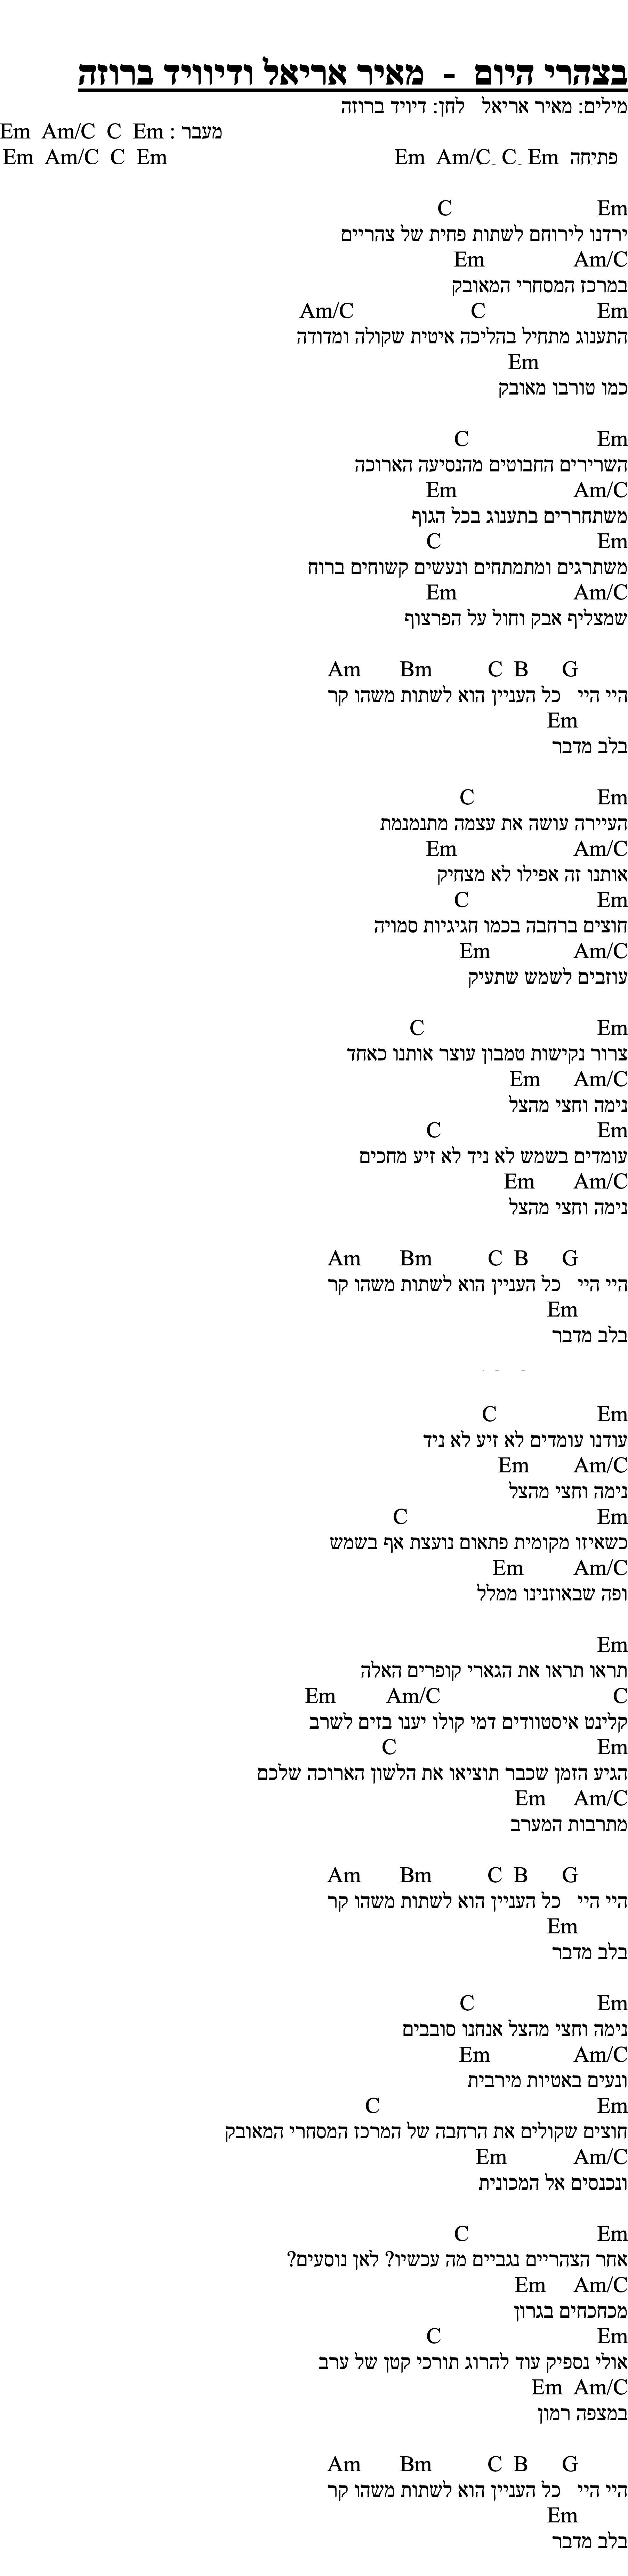 בצהרי היום - מאיר אריאל ודיוויד ברוזה
מילים: מאיר אריאל לחן: דיויד ברוזה
מעבר : Em Am/C C Em
פתיחה Em Am/C C Em
Em Am/C C Em
C Em
ירדנו לירוחם לשתות פחית של צהריים
Em Am/C
במרכז המסחרי המאובק
Am/C C Em
התענוג מתחיל בהליכה איטית שקולה ומדודה
Em
כמו טורבו מאובק
C Em
השרירים החבוטים מהנסיעה הארוכה
Em Am/C
משתחררים בתענוג בכל הגוף
C Em
משתרגים ומתמתחים ונעשים קשוחים ברוח
Em Am/C
שמצליף אבק וחול על הפרצוף
Am Bm C B G
היי היי כל העניין הוא לשתות משהו קר
Em
בלב מדבר
C Em
העיירה עושה את עצמה מתנמנמת
Em Am/C
אותנו זה אפילו לא מצחיק
C Em
חוצים ברחבה בכמו חגיגיות סמויה
Em Am/C
עוזבים לשמש שתעיק
C Em
צרור נקישות טמבון עוצר אותנו כאחד
Em Am/C
נימה וחצי מהצל
C Em
עומדים בשמש לא ניד לא זיע מחכים
Em Am/C
נימה וחצי מהצל
Am Bm C B G
היי היי כל העניין הוא לשתות משהו קר
Em
בלב מדבר
C Em
עודנו עומדים לא זיע לא ניד
Em Am/C
נימה וחצי מהצל
C Em
כשאיזו מקומית פתאום נועצת אף בשמש
Em Am/C
ופה שבאוזנינו ממלל
Em
תראו תראו את הגארי קופרים האלה
Em Am/C C
קלינט איסטוודים דמי קולו יענו בזים לשרב
C Em
הגיע הזמן שכבר תוציאו את הלשון הארוכה שלכם
Em Am/C
מתרבות המערב
Am Bm C B G
היי היי כל העניין הוא לשתות משהו קר
Em
בלב מדבר
C Em
נימה וחצי מהצל אנחנו סובבים
Em Am/C
ונעים באטיות מירבית
C Em
חוצים שקולים את הרחבה של המרכז המסחרי המאובק
Em Am/C
ונכנסים אל המכונית
C Em
אחר הצהריים נגביים מה עכשיו? לאן נוסעים?
Em Am/C
מכחכחים בגרון
C Em
אולי נספיק עוד להרוג תורכי קטן של ערב
Em Am/C
במצפה רמון
Am Bm C B G
היי היי כל העניין הוא לשתות משהו קר
Em
בלב מדבר